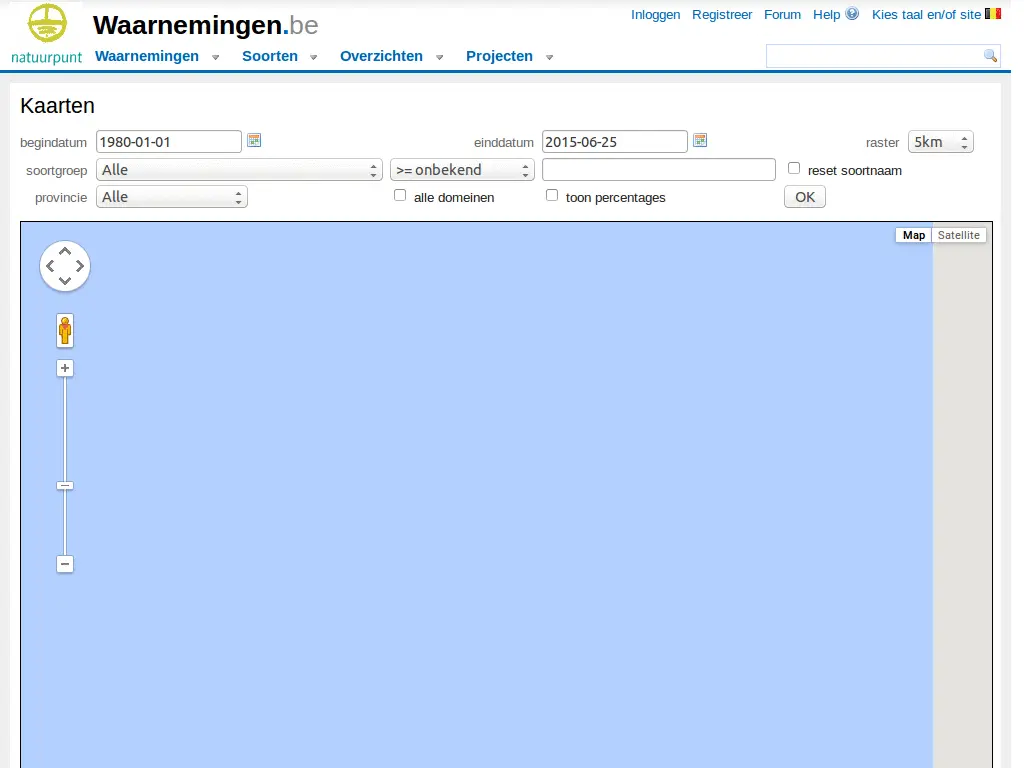 Inloggen Registreer Forum Help Kies taal en/of site
Waarnemingen.be
natuurpunt
Waarnemingen Soorten Overzichten Projecten
Kaarten
begindatum 1980-01-01 einddatum 2015-06-25 raster 5km
soortgroep Alle >= onbekend reset soortnaam
provincie Alle alle domeinen toon percentages OK
Map Satellite